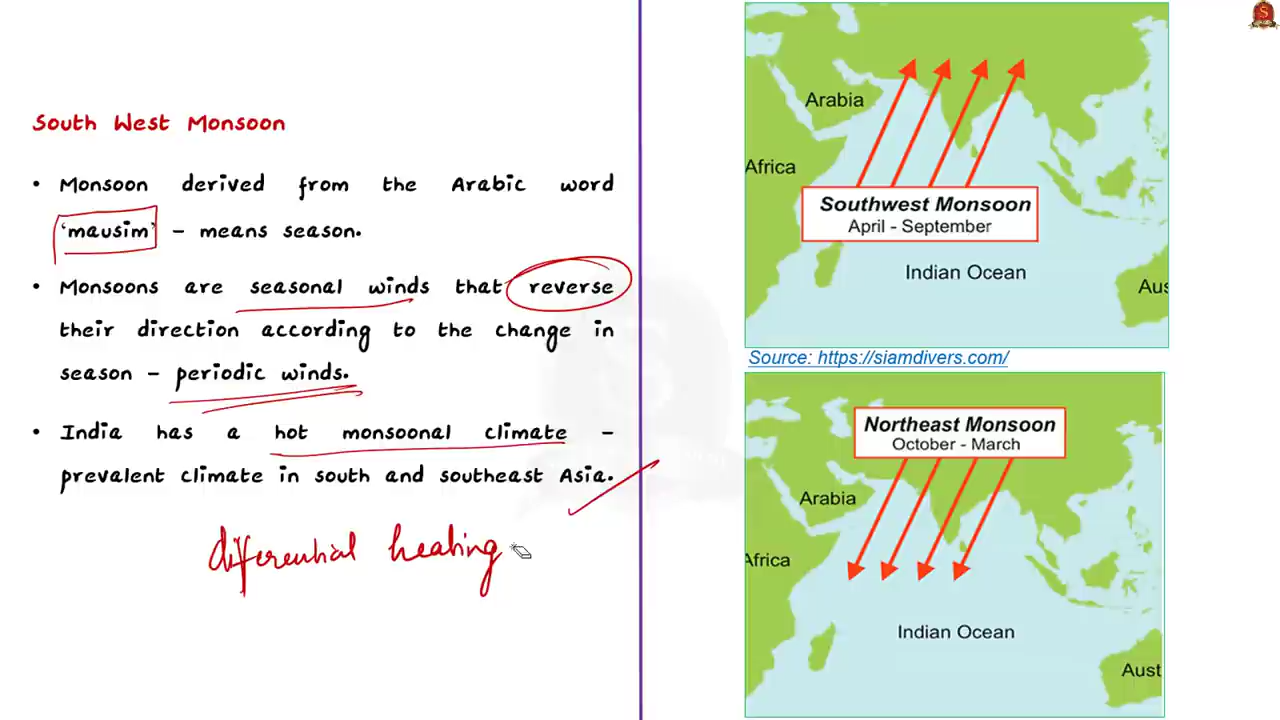 South West Monsoon
• Monsoon derived from the Arabic word
'mausim' – means season.
• Monsoons are seasonal winds that reverse
their direction according to the change in
season – periodic winds.
• India has a hot monsoonal climate –
prevalent climate in south and southeast Asia.
differential heating
Arabia
Africa
Southwest Monsoon
April - September
Indian Ocean
Aus
Source: https://siamdivers.com/
Northeast Monsoon
October - March
Arabia
Africa
Indian Ocean
Aust